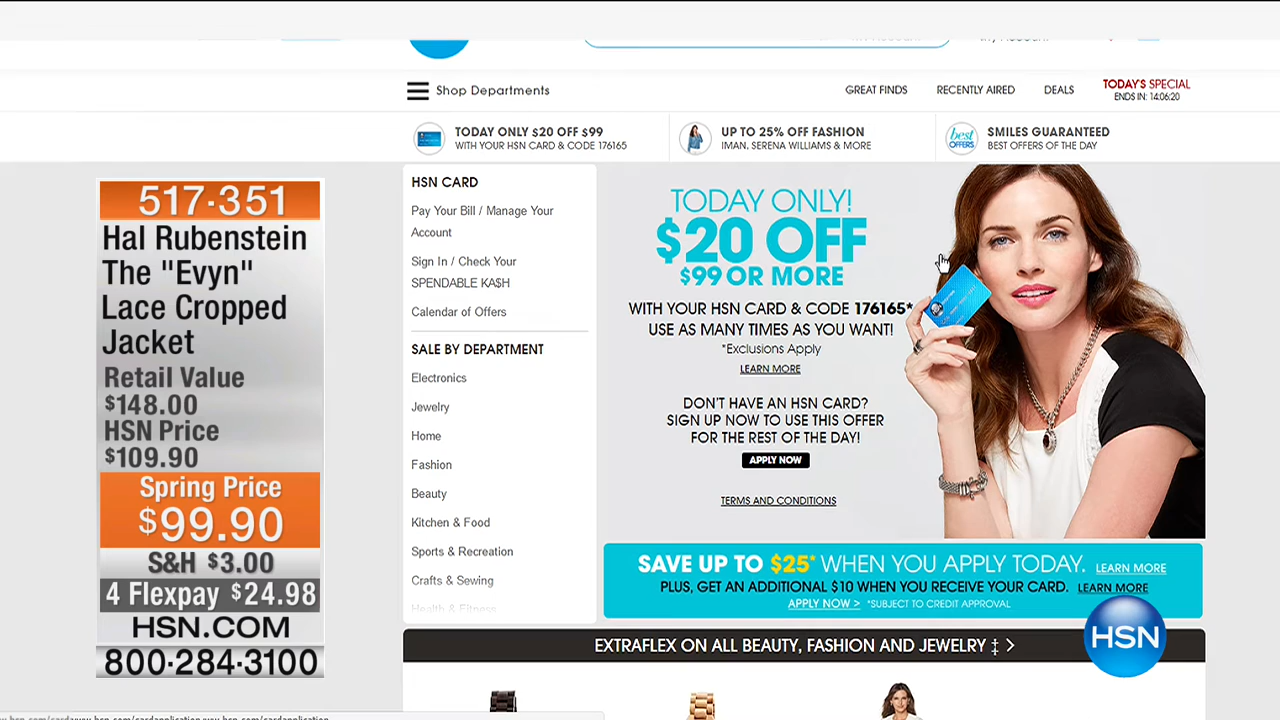 Shop Departments
GREAT FINDS
RECENTLY AIRED
DEALS
TODAY'S SPECIAL
ENDS IN: 14:06:20
TODAY ONLY $20 OFF $99
WITH YOUR HSN CARD & CODE 176165
UP TO 25% OFF FASHION
IMAN, SERENA WILLIAMS & MORE
best
OFFERS
SMILES GUARANTEED
BEST OFFERS OF THE DAY
517-351
Hal Rubenstein
The "Evyn"
Lace Cropped
Jacket
Retail Value
$148.00
HSN Price
$109.90
Spring Price
$99.90
S&H $3.00
4 Flexpay $24.98
HSN.COM
800-284-3100
HSN CARD
Pay Your Bill / Manage Your
Account
Sign In / Check Your
SPENDABLE KA$H
Calendar of Offers
SALE BY DEPARTMENT
Electronics
Jewelry
Home
Fashion
Beauty
Kitchen & Food
Sports & Recreation
Crafts & Sewing
Health & Fitness
TODAY ONLY!
$20 OFF
$99 OR MORE
WITH YOUR HSN CARD & CODE 176165*
USE AS MANY TIMES AS YOU WANT!
*Exclusions Apply
LEARN MORE
DON'T HAVE AN HSN CARD?
SIGN UP NOW TO USE THIS OFFER
FOR THE REST OF THE DAY!
APPLY NOW
TERMS AND CONDITIONS
SAVE UP TO $25* WHEN YOU APPLY TODAY. LEARN MORE
PLUS, GET AN ADDITIONAL $10 WHEN YOU RECEIVE YOUR CARD. LEARN MORE
APPLY NOW > *SUBJECT TO CREDIT APPROVAL
HSN
EXTRAFLEX ON ALL BEAUTY, FASHION AND JEWELRY ‡ >